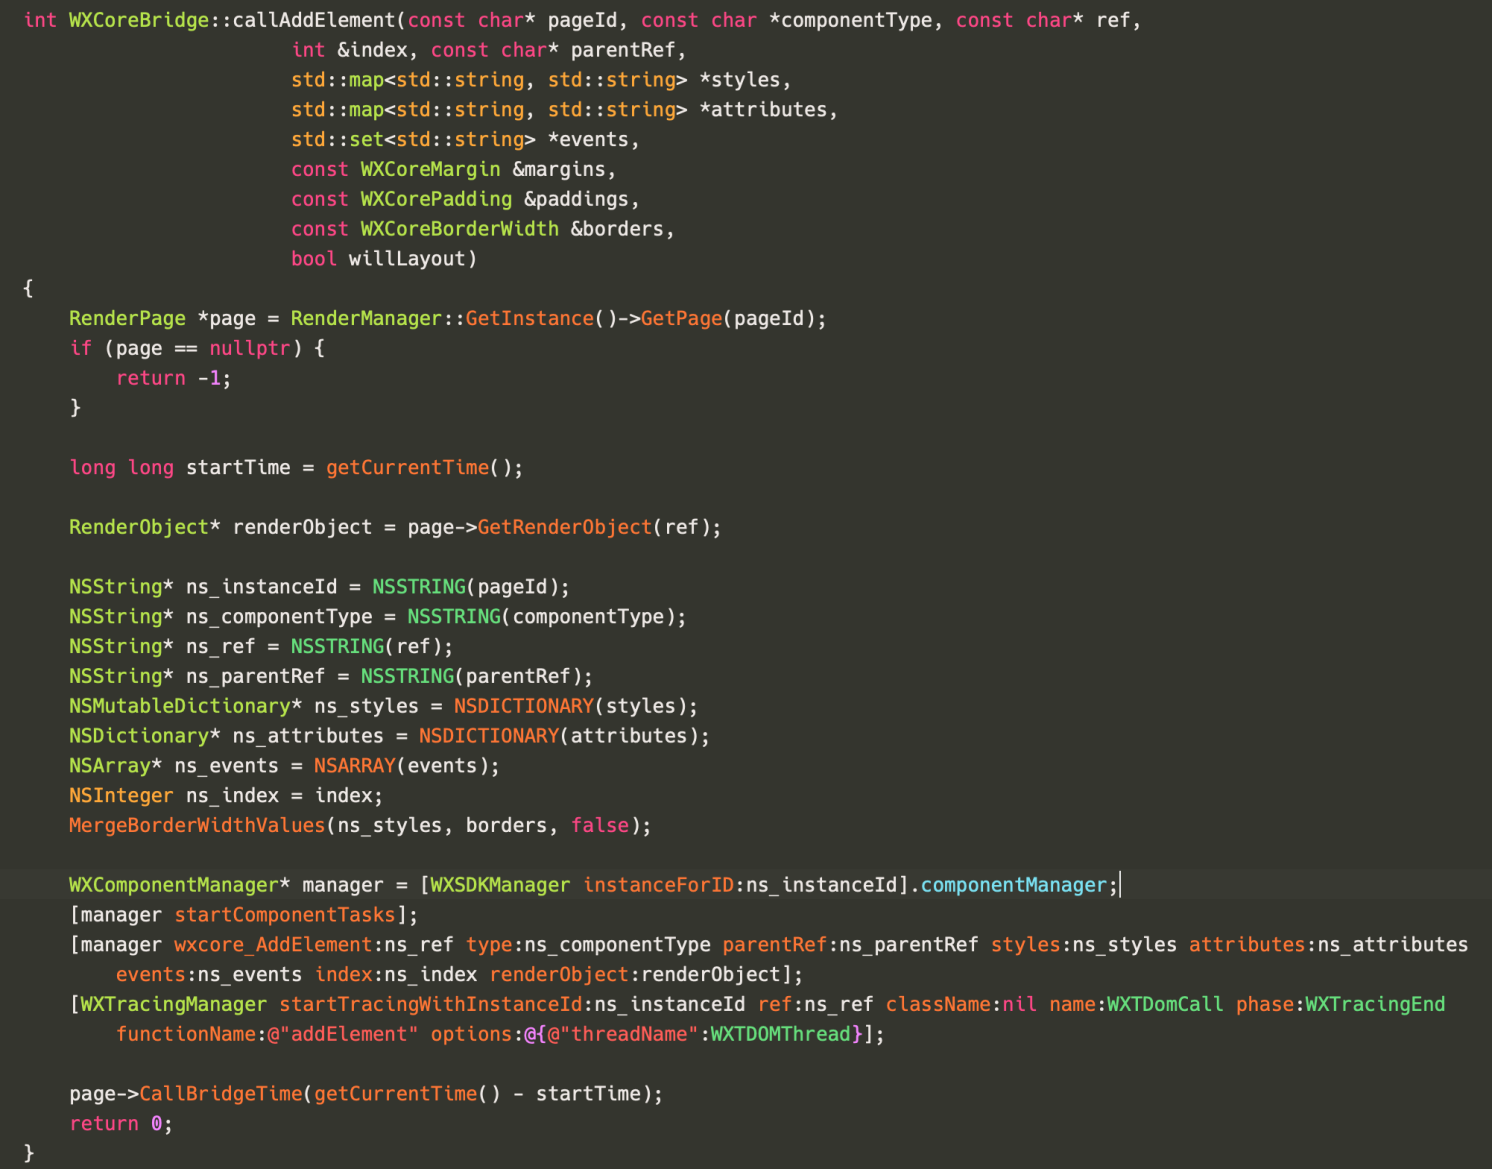 int WXCoreBridge::callAddElement(const char* pageId, const char *componentType, const char* ref,
int &index, const char* parentRef,
std::map<std::string, std::string> *styles,
std::map<std::string, std::string> *attributes,
std::set<std::string> *events,
const WXCoreMargin &margins,
const WXCorePadding &paddings,
const WXCoreBorderWidth &borders,
bool willLayout)
{
RenderPage *page = RenderManager::GetInstance()->GetPage(pageId);
if (page == nullptr) {
return -1;
}
long long startTime = getCurrentTime();
RenderObject* renderObject = page->GetRenderObject(ref);
NSString* ns_instanceId = NSSTRING(pageId);
NSString* ns_componentType = NSSTRING(componentType);
NSString* ns_ref = NSSTRING(ref);
NSString* ns_parentRef = NSSTRING(parentRef);
NSMutableDictionary* ns_styles = NSDICTIONARY(styles);
NSDictionary* ns_attributes = NSDICTIONARY(attributes);
NSArray* ns_events = NSARRAY(events);
NSInteger ns_index = index;
MergeBorderWidthValues(ns_styles, borders, false);
WXComponentManager* manager = [WXSDKManager instanceForID:ns_instanceId].componentManager;
[manager startComponentTasks];
[manager wxcore_AddElement:ns_ref type:ns_componentType parentRef:ns_parentRef styles:ns_styles attributes:ns_attributes
events:ns_events index:ns_index renderObject:renderObject];
[WXTracingManager startTracingWithInstanceId:ns_instanceId ref:ns_ref className:nil name:WXTDomCall phase:WXTracingEnd
functionName:@"addElement" options:@{@"threadName":WXTDOMThread}];
page->CallBridgeTime(getCurrentTime() - startTime);
return 0;
}